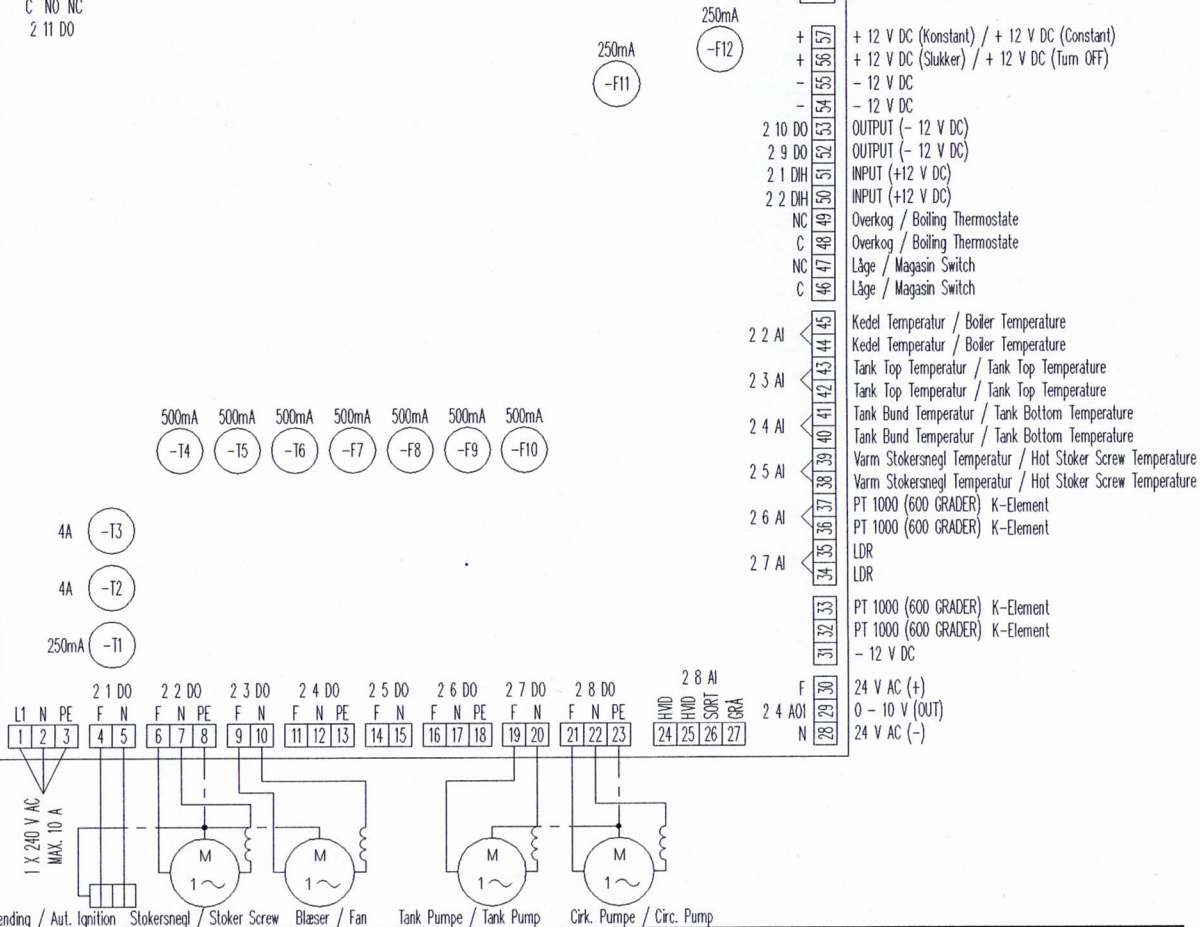 C NO NC
2 11 DO
250mA
-F12
250mA
-F11
+ 57 + 12 V DC (Konstant) / + 12 V DC (Constant)
+ 56 + 12 V DC (Slukker) / + 12 V DC (Turn OFF)
- 55 - 12 V DC
- 54 - 12 V DC
2 10 DO 53 OUTPUT (- 12 V DC)
2 9 DO 52 OUTPUT (- 12 V DC)
2 1 DIH 51 INPUT (+12 V DC)
2 2 DIH 50 INPUT (+12 V DC)
NC 49 Overkog / Boiling Thermostate
C 48 Overkog / Boiling Thermostate
NC 47 Låge / Magasin Switch
C 46 Låge / Magasin Switch
2 2 AI
45 Kedel Temperatur / Boiler Temperature
44 Kedel Temperatur / Boiler Temperature
2 3 AI
43 Tank Top Temperatur / Tank Top Temperature
42 Tank Top Temperatur / Tank Top Temperature
2 4 AI
41 Tank Bund Temperatur / Tank Bottom Temperature
40 Tank Bund Temperatur / Tank Bottom Temperature
2 5 AI
39 Varm Stokersnegl Temperatur / Hot Stoker Screw Temperature
38 Varm Stokersnegl Temperatur / Hot Stoker Screw Temperature
2 6 AI
37 PT 1000 (600 GRADER) K-Element
36 PT 1000 (600 GRADER) K-Element
2 7 AI
35 LDR
34 LDR
33 PT 1000 (600 GRADER) K-Element
32 PT 1000 (600 GRADER) K-Element
31 - 12 V DC
F 30 24 V AC (+)
2 4 AO1 29 0 - 10 V (OUT)
N 28 24 V AC (-)
500mA 500mA 500mA 500mA 500mA 500mA 500mA
-T4 -T5 -T6 -F7 -F8 -F9 -F10
4A -T3
4A -T2
250mA -T1
2 1 DO 2 2 DO 2 3 DO 2 4 DO 2 5 DO 2 6 DO 2 7 DO 2 8 DO 2 8 AI
L1 N PE F N F N PE F N F N PE F N F N PE F N F N PE HVID HVID SORT GRÅ
1 2 3 4 5 6 7 8 9 10 11 12 13 14 15 16 17 18 19 20 21 22 23 24 25 26 27
1 X 240 V AC
MAX. 10 A
M M M M
1~ 1~ 1~ 1~
ending / Aut. Ignition Stokersnegl / Stoker Screw Blæser / Fan Tank Pumpe / Tank Pump Cirk. Pumpe / Circ. Pump